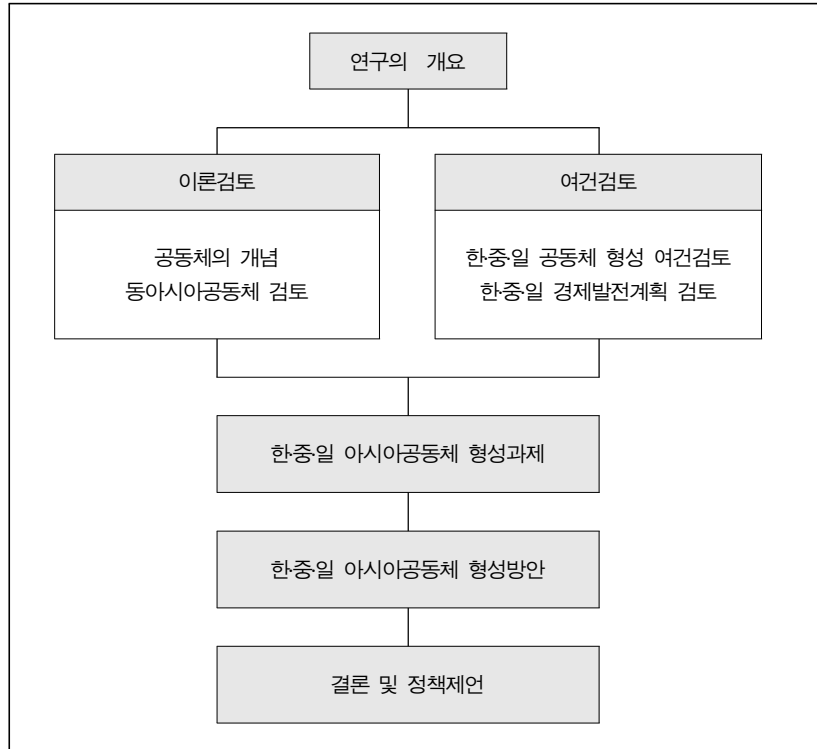 연구의 개요
이론검토
공동체의 개념
동아시아공동체 검토
여건검토
한·중·일 공동체 형성 여건검토
한·중·일 경제발전계획 검토
한·중·일 아시아공동체 형성과제
한·중·일 아시아공동체 형성방안
결론 및 정책제언